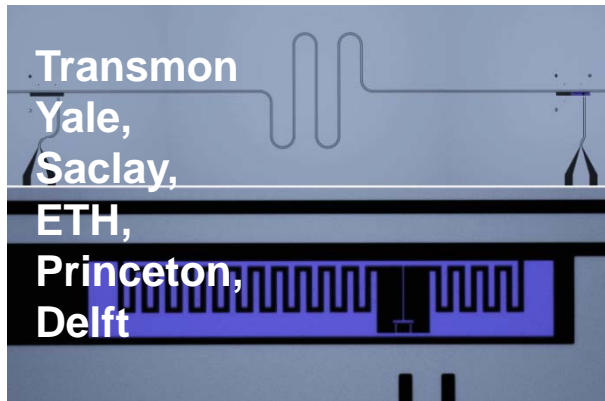 Transmon
Yale,
Saclay,
ETH,
Princeton,
Delft